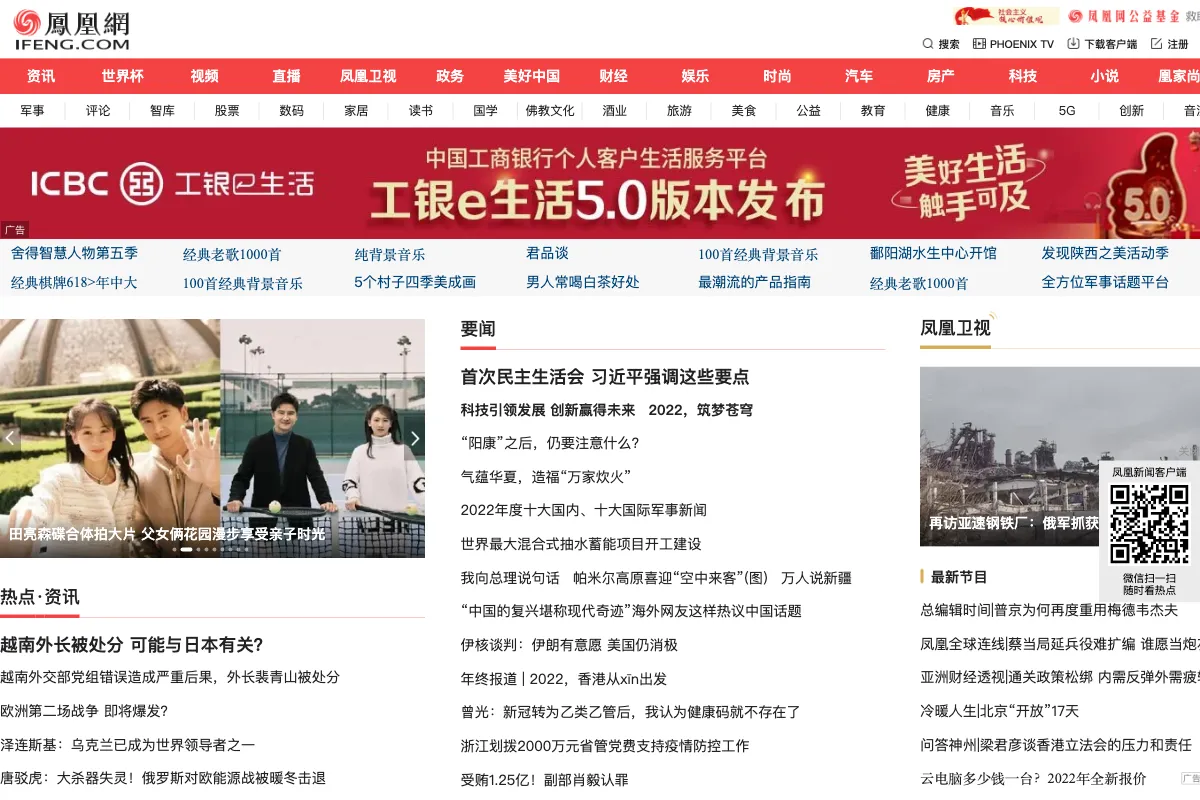 鳳凰網
IFENG.COM
社会主义
核心价值观
凤凰网公益基金 救助
搜索 PHOENIX TV 下载客户端 注册
资讯 世界杯 视频 直播 凤凰卫视 政务 美好中国 财经 娱乐 时尚 汽车 房产 科技 小说 凰家尚
军事 评论 智库 股票 数码 家居 读书 国学 佛教文化 酒业 旅游 美食 公益 教育 健康 音乐 5G 创新
ICBC 工银e生活
中国工商银行个人客户生活服务平台
工银e生活5.0版本发布
美好生活
触手可及
5.0
广告
舍得智慧人物第五季 经典老歌1000首 纯背景音乐 君品谈 100首经典背景音乐 鄱阳湖水生中心开馆 发现陕西之美活动季
经典棋牌618>年中大 100首经典背景音乐 5个村子四季美成画 男人常喝白茶好处 最潮流的产品指南 经典老歌1000首 全方位军事话题平台
田亮森碟合体拍大片 父女俩花园漫步享受亲子时光
热点·资讯
越南外长被处分 可能与日本有关?
越南外交部党组错误造成严重后果，外长裴青山被处分
欧洲第二场战争 即将爆发?
泽连斯基：乌克兰已成为世界领导者之一
唐驳虎：大杀器失灵！俄罗斯对欧能源战被暖冬击退
要闻
首次民主生活会 习近平强调这些要点
科技引领发展 创新赢得未来 2022，筑梦苍穹
“阳康”之后，仍要注意什么?
气蕴华夏，造福“万家炊火”
2022年度十大国内、十大国际军事新闻
世界最大混合式抽水蓄能项目开工建设
我向总理说句话 帕米尔高原喜迎“空中来客”(图) 万人说新疆
“中国的复兴堪称现代奇迹”海外网友这样热议中国话题
伊核谈判：伊朗有意愿 美国仍消极
年终报道 | 2022，香港从xīn出发
曾光：新冠转为乙类乙管后，我认为健康码就不存在了
浙江划拨2000万元省管党费支持疫情防控工作
受贿1.25亿！副部肖毅认罪
凤凰卫视
再访亚速钢铁厂：俄军抓获
关闭
凤凰新闻客户端
微信扫一扫
随时看热点
最新节目
总编辑时间|普京为何再度重用梅德韦杰夫
凤凰全球连线|蔡当局延兵役难扩编 谁愿当炮灰
亚洲财经透视|通关政策松绑 内需反弹外需疲软
冷暖人生|北京“开放”17天
问答神州|梁君彦谈香港立法会的压力和责任
云电脑多少钱一台？2022年全新报价
广告